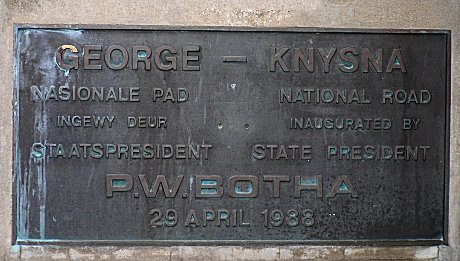 GEORGE — KNYSNA
NASIONALE PAD NATIONAL ROAD
INGEWY DEUR INAUGURATED BY
STAATSPRESIDENT STATE PRESIDENT
P.W. BOTHA
29 APRIL 1988